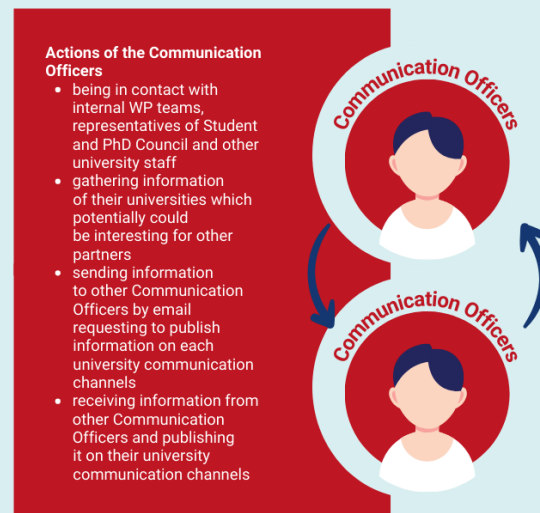 Actions of the Communication
Officers
• being in contact with
internal WP teams,
representatives of Student
and PhD Council and other
university staff
• gathering information
of their universities which
potentially could
be interesting for other
partners
• sending information
to other Communication
Officers by email
requesting to publish
information on each
university communication
channels
• receiving information from
other Communication
Officers and publishing
it on their university
communication channels
Communication Officers
Communication Officers